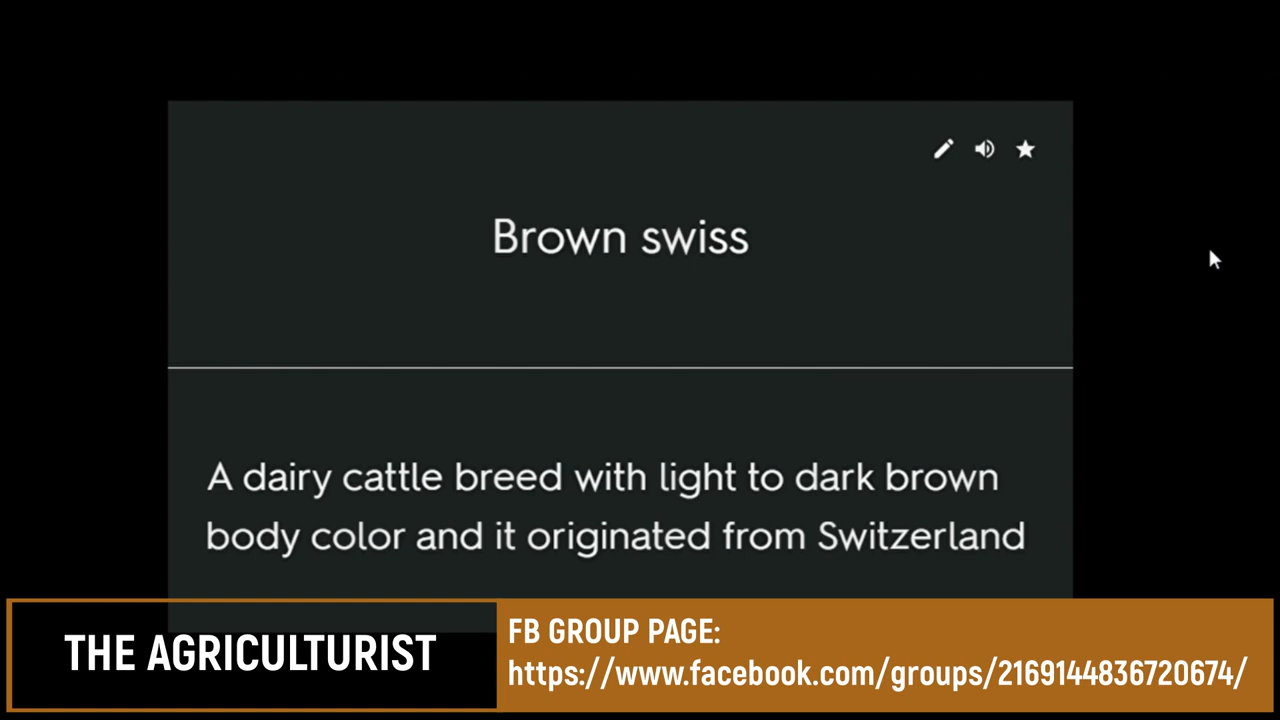 Brown swiss
A dairy cattle breed with light to dark brown
body color and it originated from Switzerland
THE AGRICULTURIST
FB GROUP PAGE:
https://www.facebook.com/groups/2169144836720674/